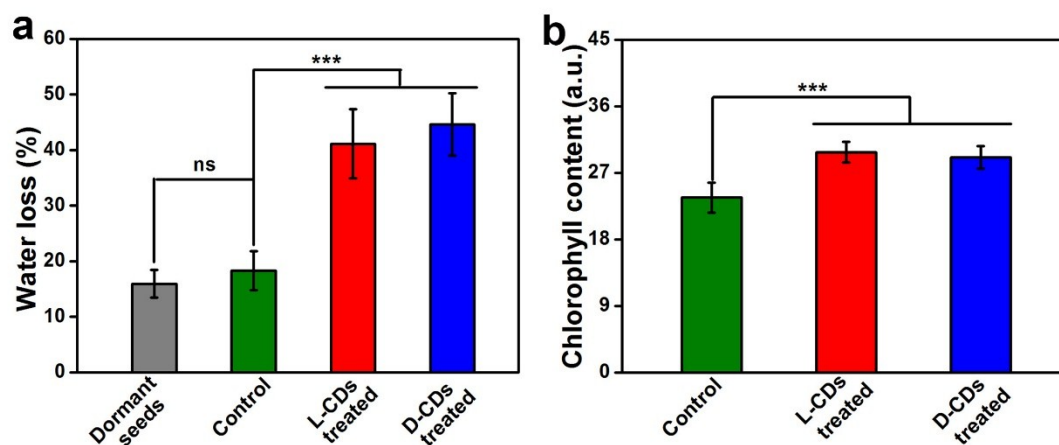 a
60
50
40
30
20
10
0
Water loss (%)
ns
***
Dormant
seeds
Control
L-CDs
treated
D-CDs
treated
b
45
36
27
18
9
0
Chlorophyll content (a.u.)
***
Control
L-CDs
treated
D-CDs
treated